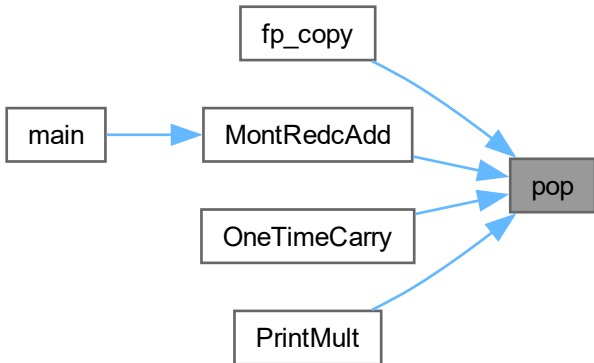 fp_copy
main
MontRedcAdd
pop
OneTimeCarry
PrintMult